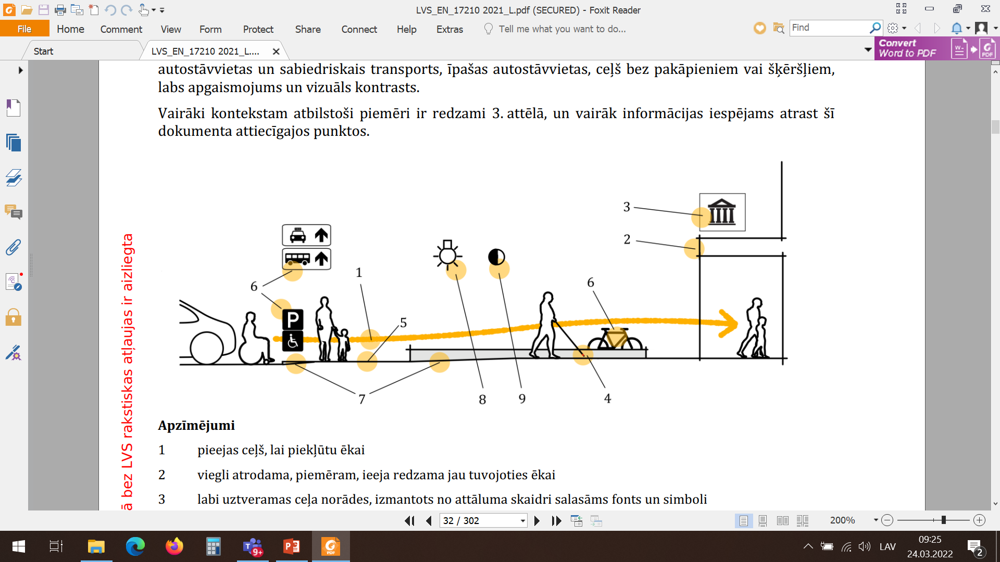 LVS_EN_17210 2021_L.pdf (SECURED) - Foxit Reader
File Home Comment View Form Protect Share Connect Help Extras Tell me what you want to do... Find
Start LVS_EN_17210 2021_L....
Convert
Word to PDF
autostāvvietas un sabiedriskais transports, īpašas autostāvvietas, ceļš bez pakāpieniem vai šķēršļiem,
labs apgaismojums un vizuāls kontrasts.
Vairāki kontekstam atbilstoši piemēri ir redzami 3. attēlā, un vairāk informācijas iespējams atrast šī
dokumenta attiecīgajos punktos.
ā bez LVS rakstiskas atļaujas ir aizliegta
3
2
TAXI
1
6
6
P
5
7
8
9
4
Apzīmējumi
1 pieejas ceļš, lai piekļūtu ēkai
2 viegli atrodama, piemēram, ieeja redzama jau tuvojoties ēkai
3 labi uztveramas ceļa norādes, izmantots no attāluma skaidri salasāms fonts un simboli
32 / 302
200%
9+
PDF
LAV
09:25
24.03.2022
2